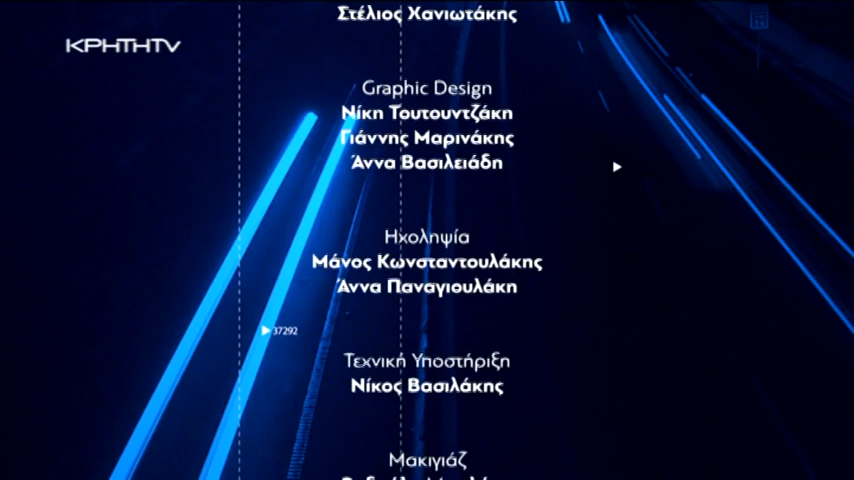 Στέλιος Χανιωτάκης
ΚΡΗΤΗTV
Graphic Design
Νίκη Τουτουντζάκη
Γιάννης Μαρινάκης
Άννα Βασιλειάδη
Ηχοληψία
Μάνος Κωνσταντουλάκης
Άννα Παναγιουλάκη
37292
Τεχνική Υποστήριξη
Νίκος Βασιλάκης
Μακιγιάζ